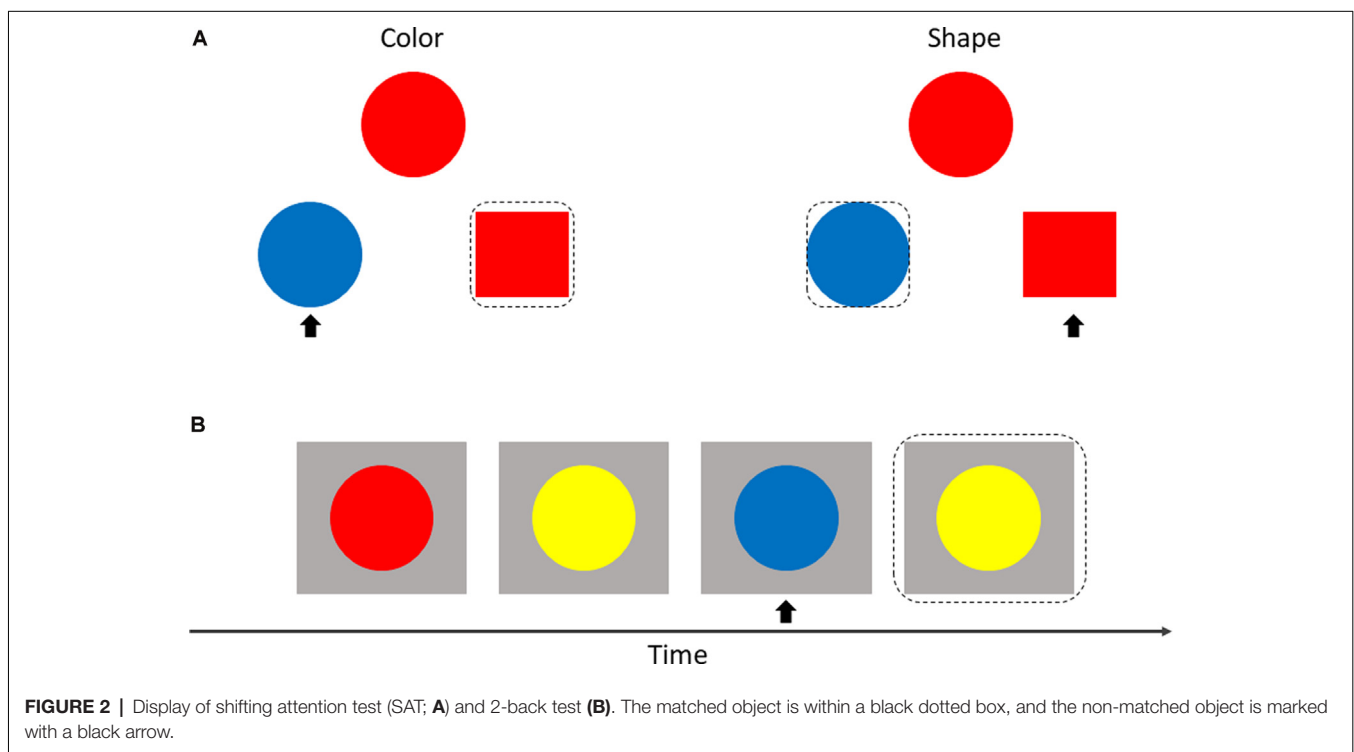 A
Color
Shape
B
Time
FIGURE 2 | Display of shifting attention test (SAT; A) and 2-back test (B). The matched object is within a black dotted box, and the non-matched object is marked
with a black arrow.